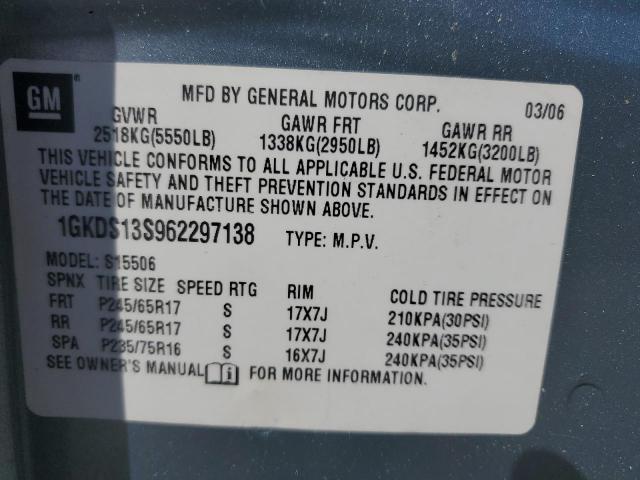 GM ®
MFD BY GENERAL MOTORS CORP. 03/06
GVWR GAWR FRT GAWR RR
2518KG(5550LB) 1338KG(2950LB) 1452KG(3200LB)
THIS VEHICLE CONFORMS TO ALL APPLICABLE U.S. FEDERAL MOTOR
VEHICLE SAFETY AND THEFT PREVENTION STANDARDS IN EFFECT ON
THE DATE OF MANUFACTURE SHOWN ABOVE.
1GKDS13S962297138 TYPE: M.P.V.
MODEL: S15506
SPNX TIRE SIZE SPEED RTG RIM COLD TIRE PRESSURE
FRT P245/65R17 S 17X7J 210KPA(30PSI)
RR P245/65R17 S 17X7J 240KPA(35PSI)
SPA P235/75R16 S 16X7J 240KPA(35PSI)
SEE OWNER'S MANUAL i FOR MORE INFORMATION.